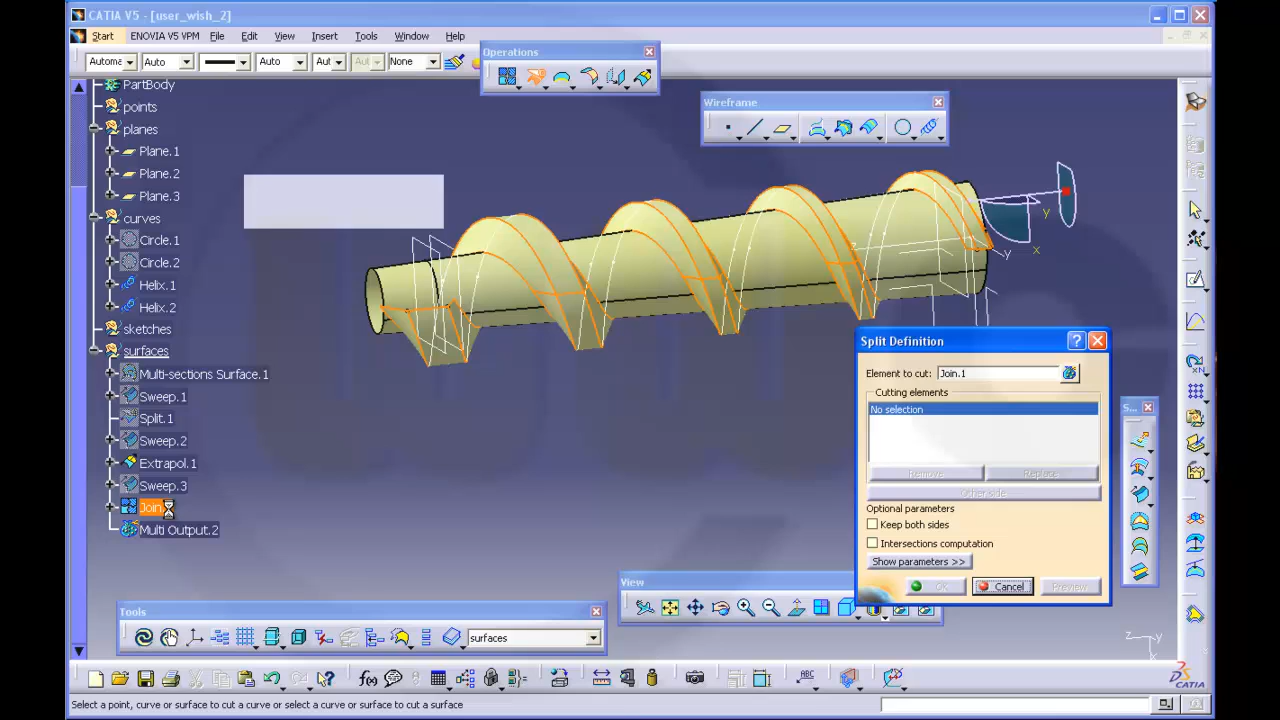 CATIA V5 - [user_wish_2]
Start ENOVIA V5 VPM File Edit View Insert Tools Window Help
Automa Auto Auto Aut Aut None
Operations
Wireframe
PartBody
points
planes
Plane.1
Plane.2
Plane.3
curves
Circle.1
Circle.2
Helix.1
Helix.2
sketches
surfaces
Multi-sections Surface.1
Sweep.1
Split.1
Sweep.2
Extrapol.1
Sweep.3
Join
Multi Output.2
y
x
y
Split Definition
Element to cut: Join.1
Cutting elements
No selection
Remove Replace
Other side
Optional parameters
Keep both sides
Intersections computation
Show parameters >>
OK Cancel Preview
S...
View
Tools
surfaces
z y
x
f(x)
ABC
CATIA
Select a point, curve or surface to cut a curve or select a curve or surface to cut a surface